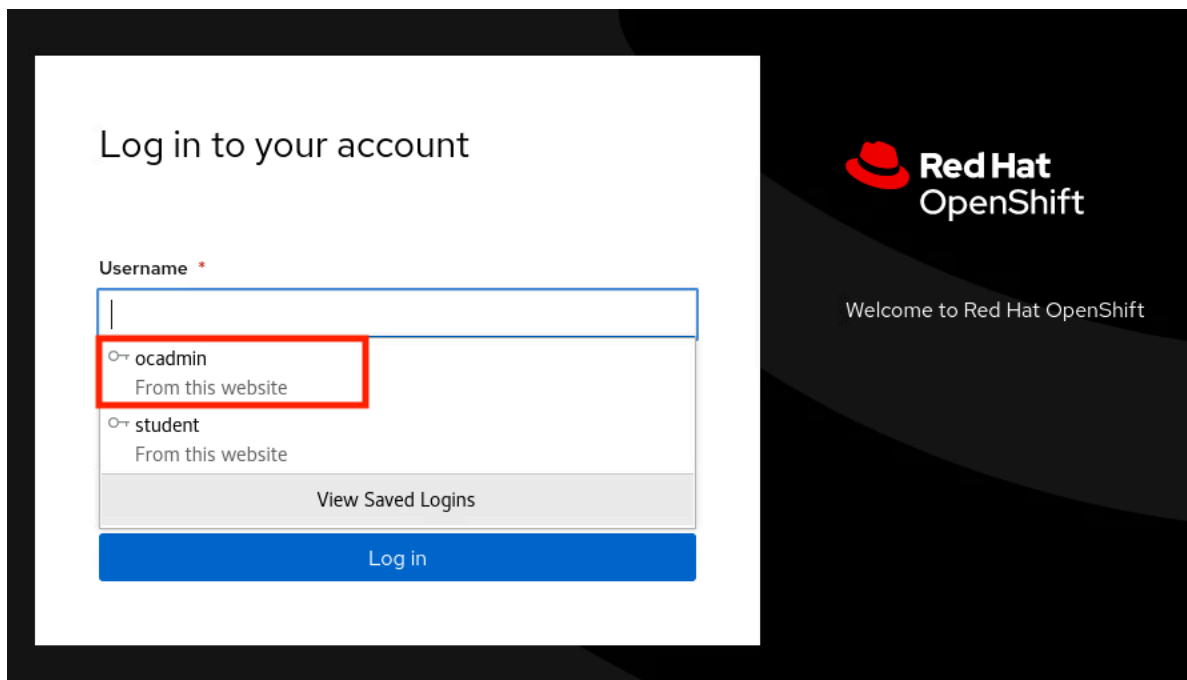 Log in to your account
Username *
ocadmin
From this website
student
From this website
View Saved Logins
Log in
Red Hat
OpenShift
Welcome to Red Hat OpenShift